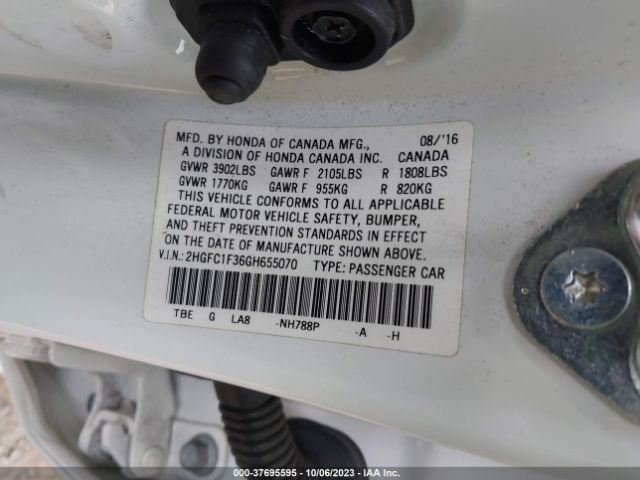 MFD. BY HONDA OF CANADA MFG., 08/'16
A DIVISION OF HONDA CANADA INC. CANADA
GVWR 3902LBS GAWR F 2105LBS R 1808LBS
GVWR 1770KG GAWR F 955KG R 820KG
THIS VEHICLE CONFORMS TO ALL APPLICABLE
FEDERAL MOTOR VEHICLE SAFETY, BUMPER,
AND THEFT PREVENTION STANDARDS IN EFFECT
ON THE DATE OF MANUFACTURE SHOWN ABOVE.
V.I.N.: 2HGFC1F36GH655070 TYPE: PASSENGER CAR
TBE G LA8 -NH788P -A -H
000-37695595 - 10/06/2023 - IAA Inc.